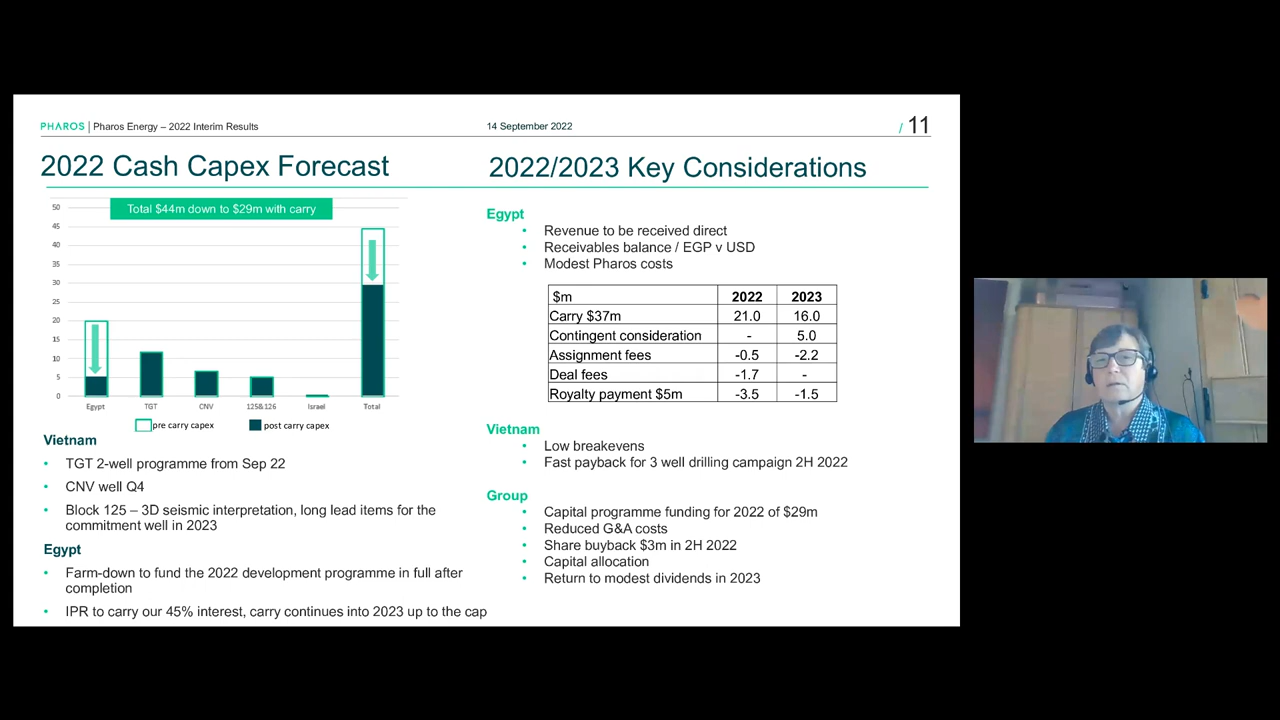 PHAROS | Pharos Energy – 2022 Interim Results
14 September 2022
/ 11
2022 Cash Capex Forecast
Total $44m down to $29m with carry
50
45
40
35
30
25
20
15
10
5
0
Egypt TGT CNV 125&126 Israel Total
pre carry capex post carry capex
Vietnam
• TGT 2-well programme from Sep 22
• CNV well Q4
• Block 125 – 3D seismic interpretation, long lead items for the
commitment well in 2023
Egypt
• Farm-down to fund the 2022 development programme in full after
completion
• IPR to carry our 45% interest, carry continues into 2023 up to the cap
2022/2023 Key Considerations
Egypt
• Revenue to be received direct
• Receivables balance / EGP v USD
• Modest Pharos costs
$m 2022 2023
Carry $37m 21.0 16.0
Contingent consideration - 5.0
Assignment fees -0.5 -2.2
Deal fees -1.7 -
Royalty payment $5m -3.5 -1.5
Vietnam
• Low breakevens
• Fast payback for 3 well drilling campaign 2H 2022
Group
• Capital programme funding for 2022 of $29m
• Reduced G&A costs
• Share buyback $3m in 2H 2022
• Capital allocation
• Return to modest dividends in 2023